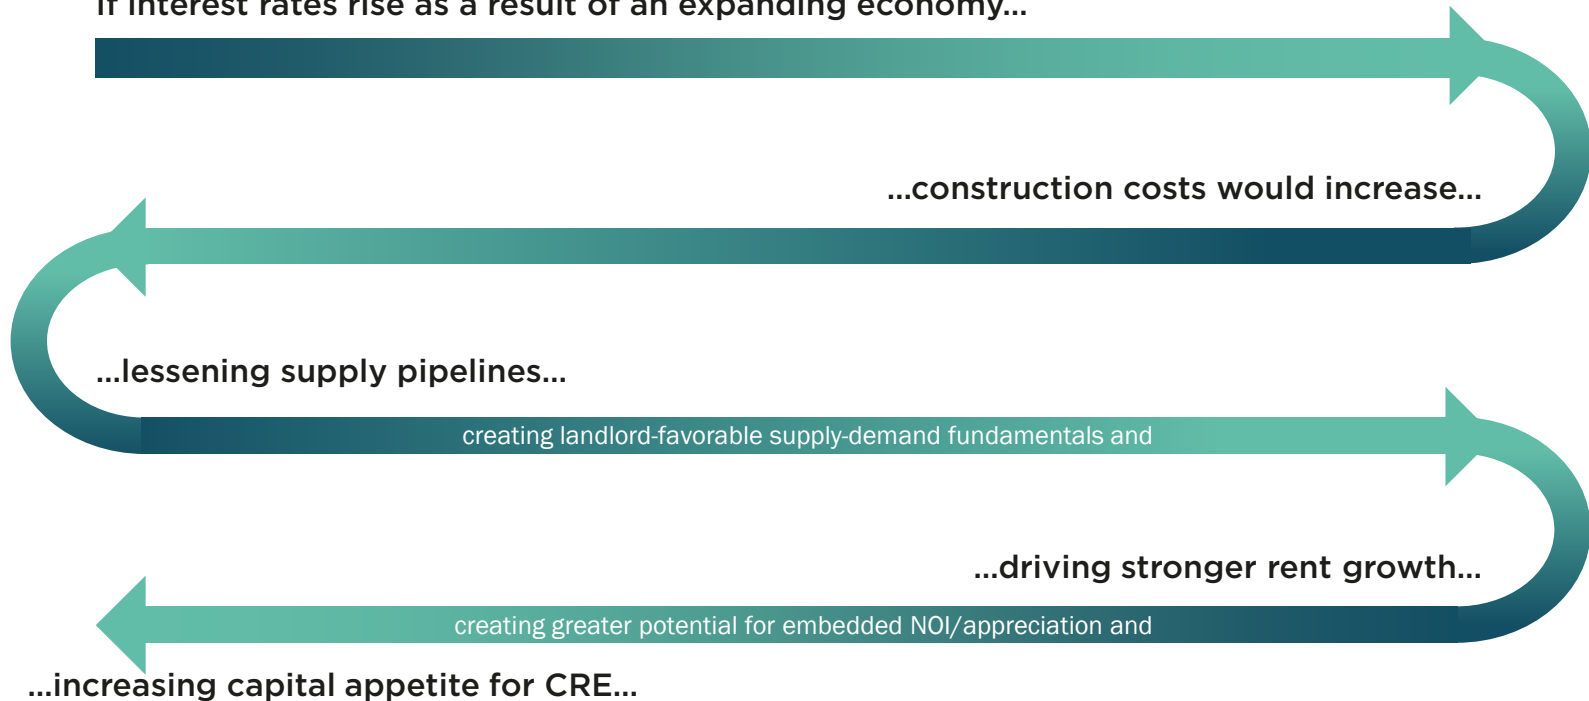 If interest rates rise as a result of an expanding economy...
...construction costs would increase...
...lessening supply pipelines...
creating landlord-favorable supply-demand fundamentals and
...driving stronger rent growth...
creating greater potential for embedded NOI/appreciation and
...increasing capital appetite for CRE...